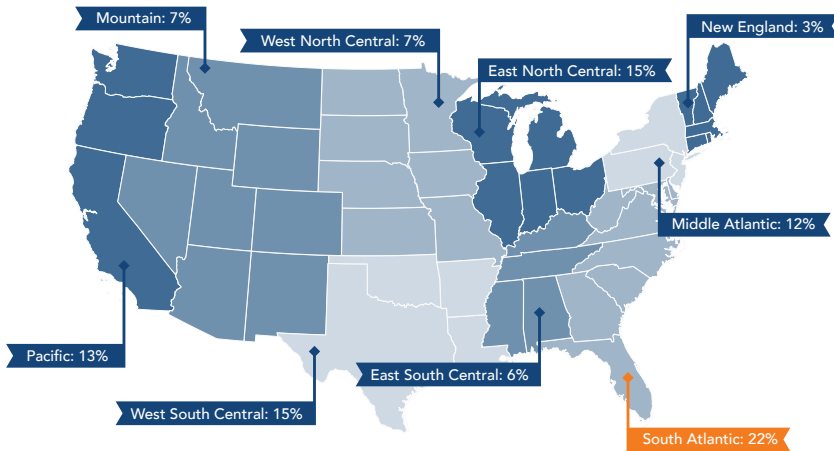 Mountain: 7%
New England: 3%
West North Central: 7%
East North Central: 15%
Middle Atlantic: 12%
Pacific: 13%
East South Central: 6%
West South Central: 15%
South Atlantic: 22%